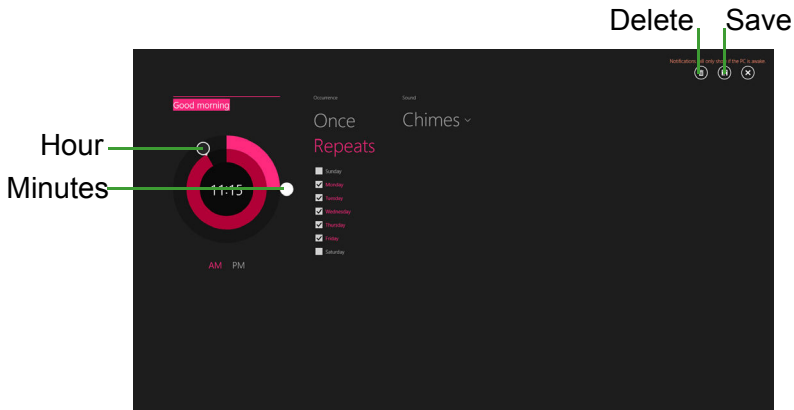 Delete Save
Notifications will only show if the PC is awake.
Good morning
Occurrence
Sound
Once
Chimes
Repeats
Hour
Minutes
11:15
Sunday
Monday
Tuesday
Wednesday
Thursday
Friday
Saturday
AM PM